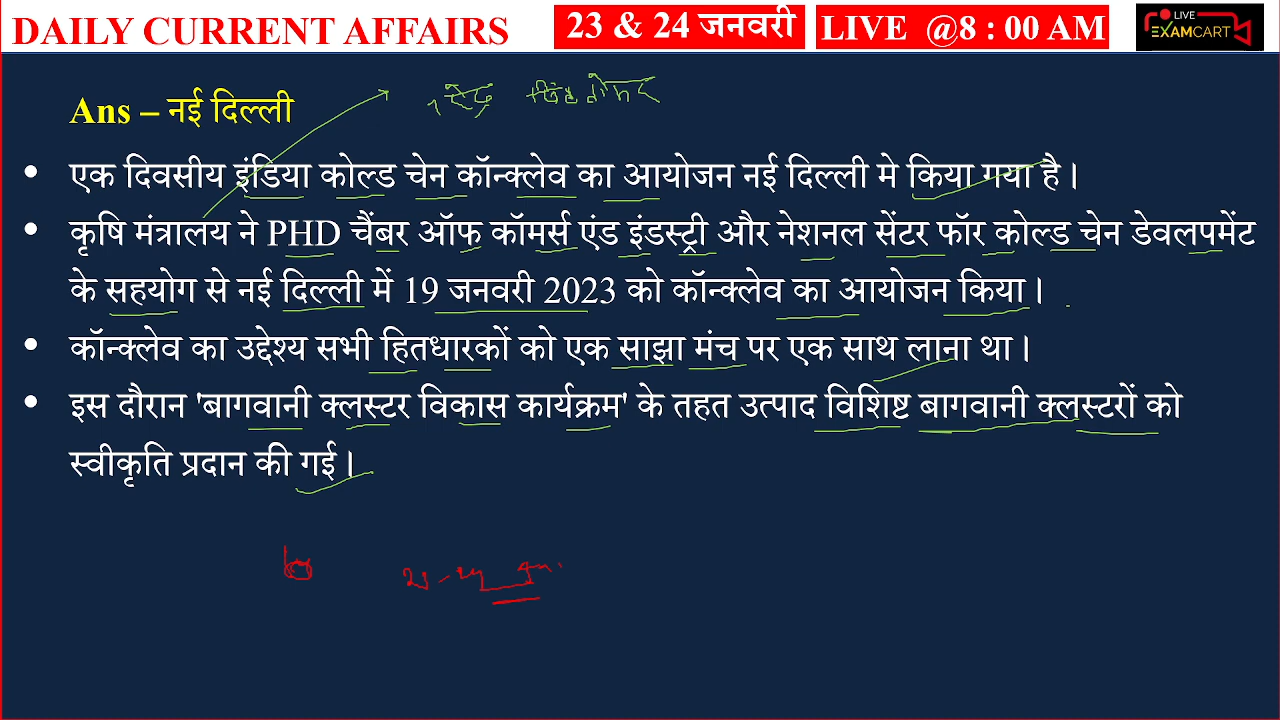 DAILY CURRENT AFFAIRS
23 & 24 जनवरी
LIVE @8 : 00 AM
LIVE
EXAMCART
Ans – नई दिल्ली
• एक दिवसीय इंडिया कोल्ड चेन कॉन्क्लेव का आयोजन नई दिल्ली मे किया गया है।
• कृषि मंत्रालय ने PHD चैंबर ऑफ कॉमर्स एंड इंडस्ट्री और नेशनल सेंटर फॉर कोल्ड चेन डेवलपमेंट
के सहयोग से नई दिल्ली में 19 जनवरी 2023 को कॉन्क्लेव का आयोजन किया।
• कॉन्क्लेव का उद्देश्य सभी हितधारकों को एक साझा मंच पर एक साथ लाना था।
• इस दौरान 'बागवानी क्लस्टर विकास कार्यक्रम' के तहत उत्पाद विशिष्ट बागवानी क्लस्टरों को
स्वीकृति प्रदान की गई।